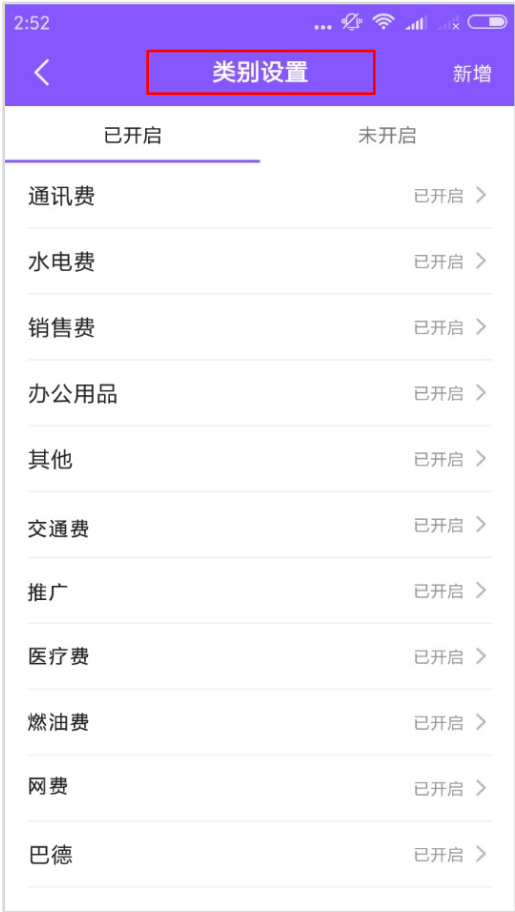 2:52
类别设置 新增
已开启 未开启
通讯费 已开启
水电费 已开启
销售费 已开启
办公用品 已开启
其他 已开启
交通费 已开启
推广 已开启
医疗费 已开启
燃油费 已开启
网费 已开启
巴德 已开启